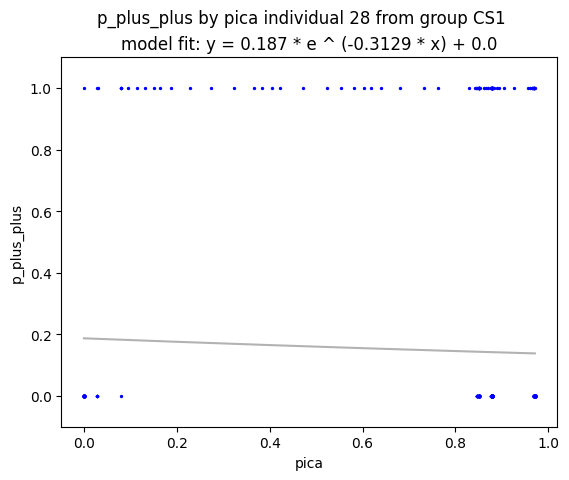 p_plus_plus by pica individual 28 from group CS1
model fit: y = 0.187 * e ^ (-0.3129 * x) + 0.0
1.0
0.8
0.6
0.4
0.2
0.0
p_plus_plus
0.0 0.2 0.4 0.6 0.8 1.0
pica